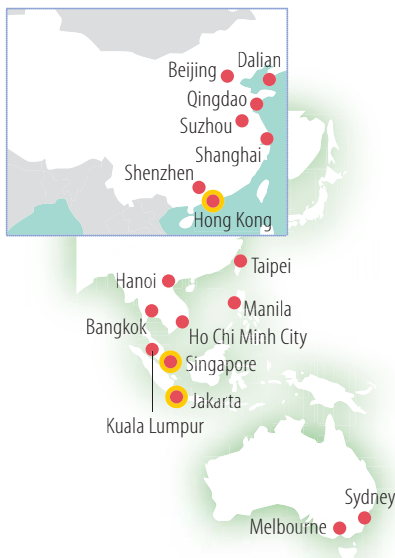 Dalian
Beijing
Qingdao
Suzhou
Shanghai
Shenzhen
Hong Kong
Taipei
Hanoi
Manila
Bangkok
Ho Chi Minh City
Singapore
Jakarta
Kuala Lumpur
Sydney
Melbourne